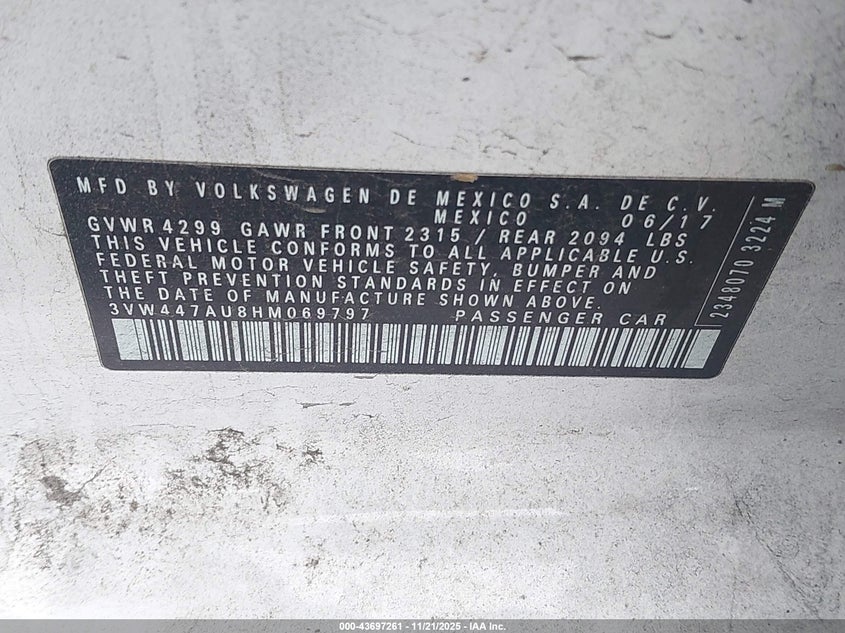 MFD BY VOLKSWAGEN DE MEXICO S.A. DE C.V.
MEXICO 06/17
GVWR 4299 GAWR FRONT 2315 / REAR 2094 LBS
THIS VEHICLE CONFORMS TO ALL APPLICABLE U.S.
FEDERAL MOTOR VEHICLE SAFETY, BUMPER AND
THEFT PREVENTION STANDARDS IN EFFECT ON
THE DATE OF MANUFACTURE SHOWN ABOVE.
3VW447AU8HM069797 PASSENGER CAR
2348070 3224 M
000-43697261 - 11/21/2025 - IAA Inc.